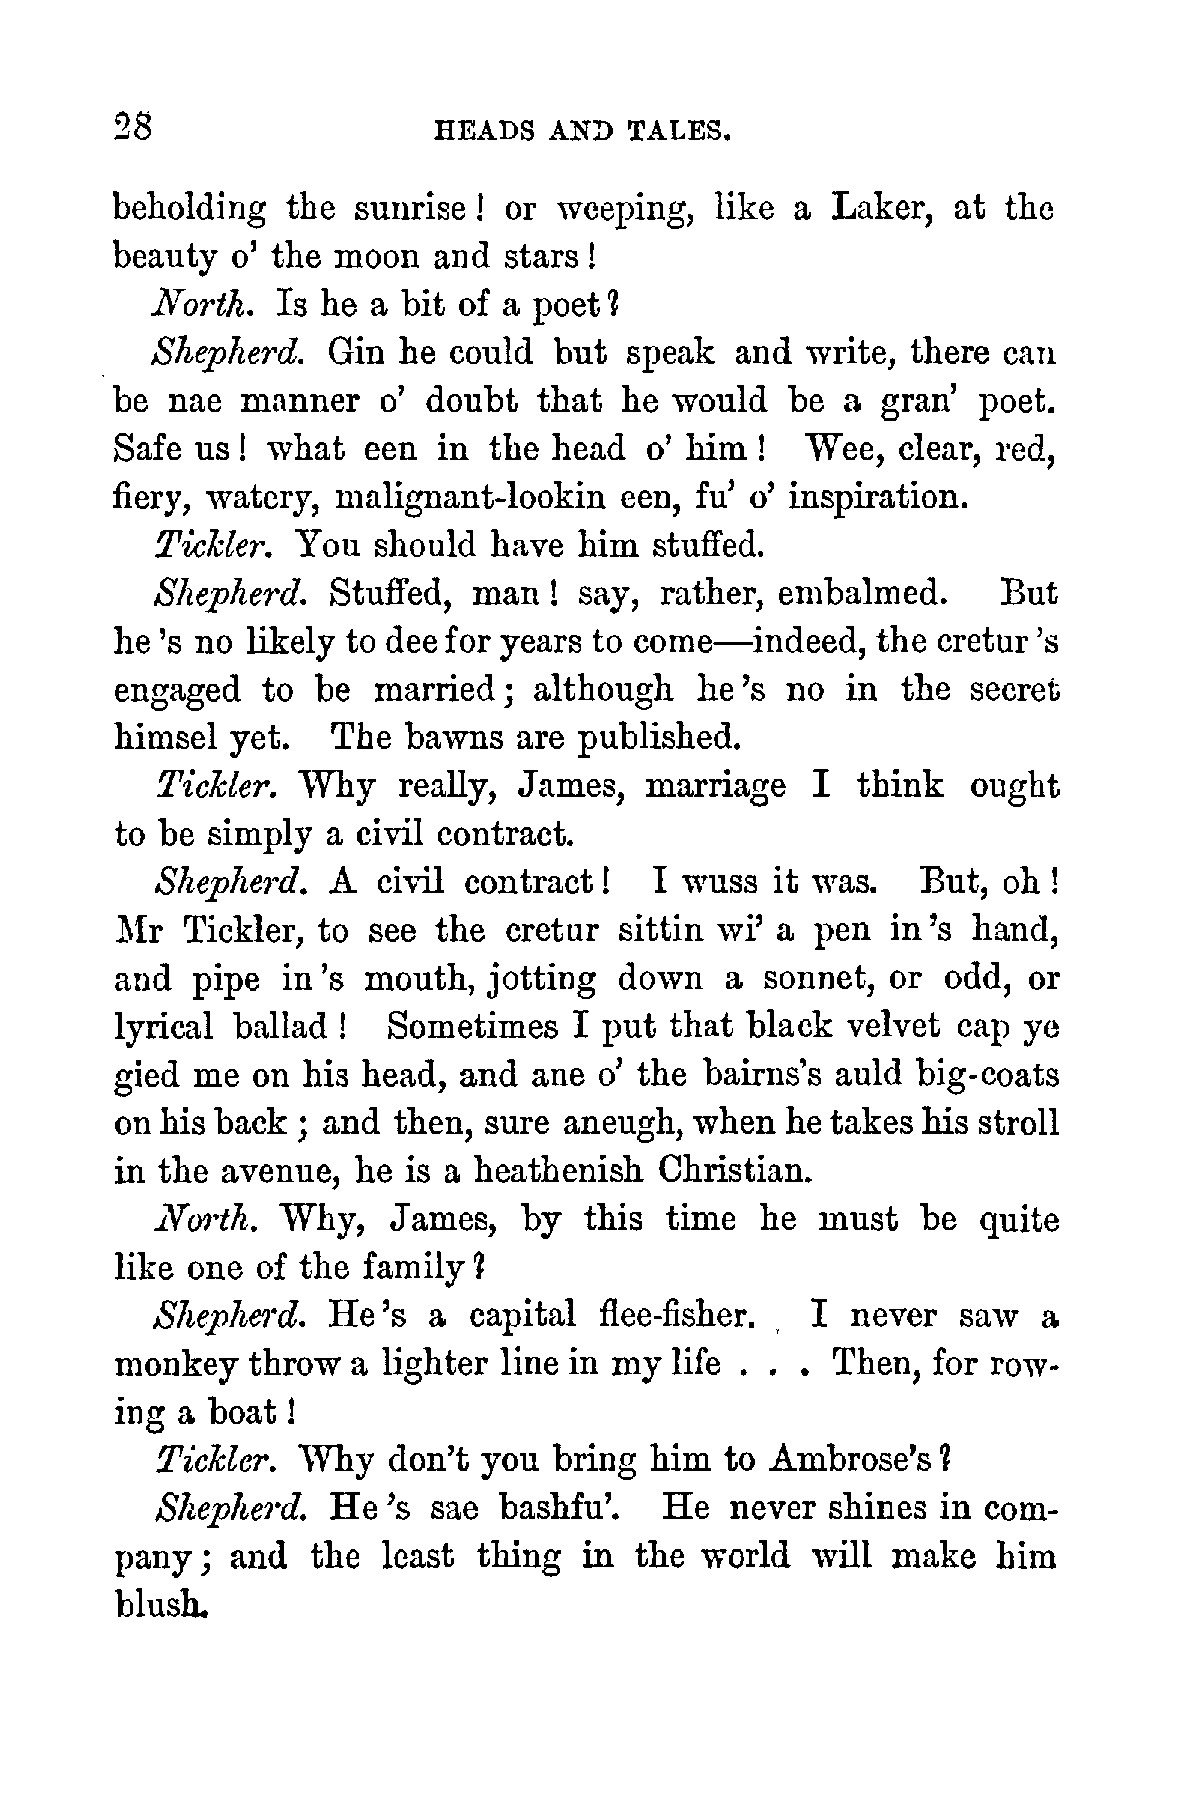 28 HEADS AND TALES.
beholding the sunrise! or weeping, like a Laker, at the
beauty o' the moon and stars!
North. Is he a bit of a poet?
Shepherd. Gin he could but speak and write, there can
be nae manner o' doubt that he would be a gran' poet.
Safe us! what een in the head o' him! Wee, clear, red,
fiery, watery, malignant-lookin een, fu' o' inspiration.
Tickler. You should have him stuffed.
Shepherd. Stuffed, man! say, rather, embalmed. But
he's no likely to dee for years to come—indeed, the cretur's
engaged to be married; although he's no in the secret
himsel yet. The bawns are published.
Tickler. Why really, James, marriage I think ought
to be simply a civil contract.
Shepherd. A civil contract! I wuss it was. But, oh!
Mr Tickler, to see the cretur sittin wi' a pen in's hand,
and pipe in's mouth, jotting down a sonnet, or odd, or
lyrical ballad! Sometimes I put that black velvet cap ye
gied me on his head, and ane o' the bairns's auld big-coats
on his back; and then, sure aneugh, when he takes his stroll
in the avenue, he is a heathenish Christian.
North. Why, James, by this time he must be quite
like one of the family?
Shepherd. He's a capital flee-fisher. I never saw a
monkey throw a lighter line in my life . . . Then, for row-
ing a boat!
Tickler. Why don't you bring him to Ambrose's?
Shepherd. He's sae bashfu'. He never shines in com-
pany; and the least thing in the world will make him
blush.